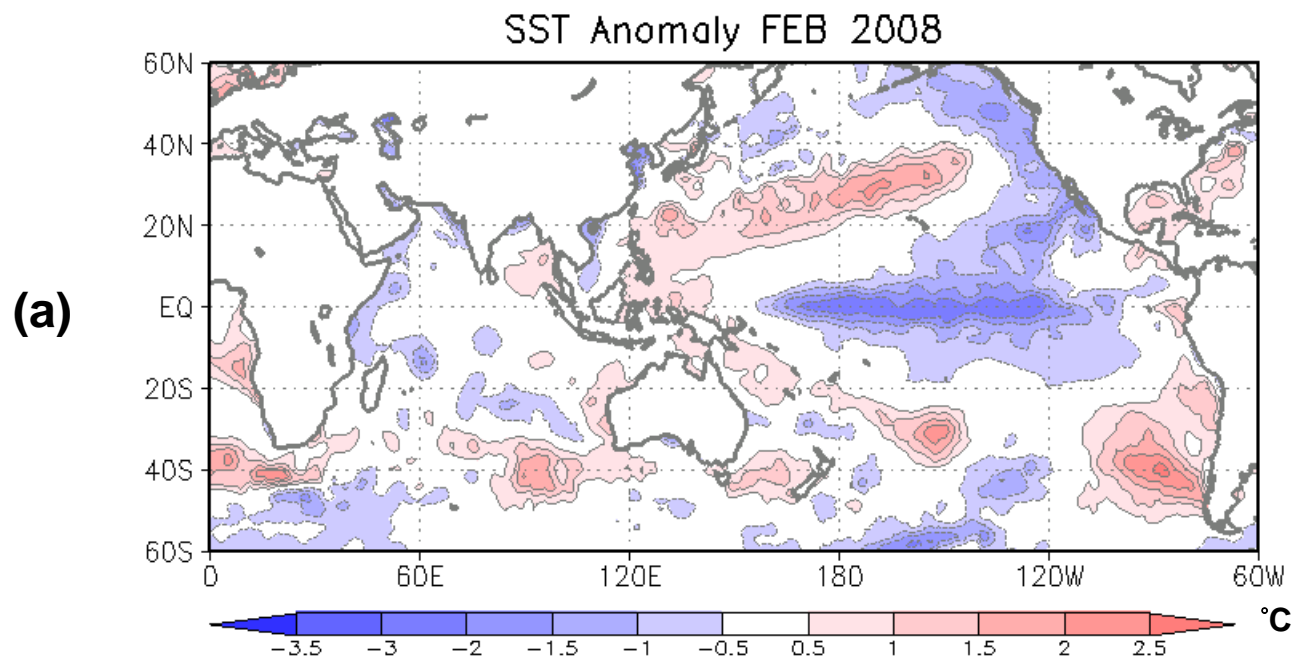 SST Anomaly FEB 2008
(a)
60N
40N
20N
EQ
20S
40S
60S
0 60E 120E 180 120W 60W
−3.5 −3 −2 −1.5 −1 −0.5 0.5 1 1.5 2 2.5 °C